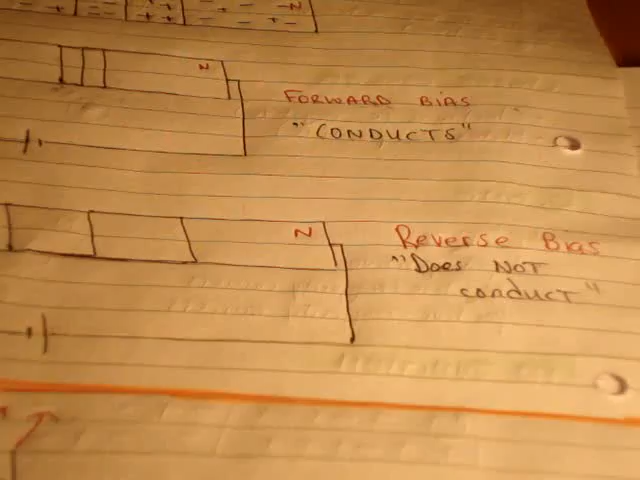 N
N
FORWARD BIAS
"CONDUCTS"
N
Reverse Bias
"Does NOT
conduct"